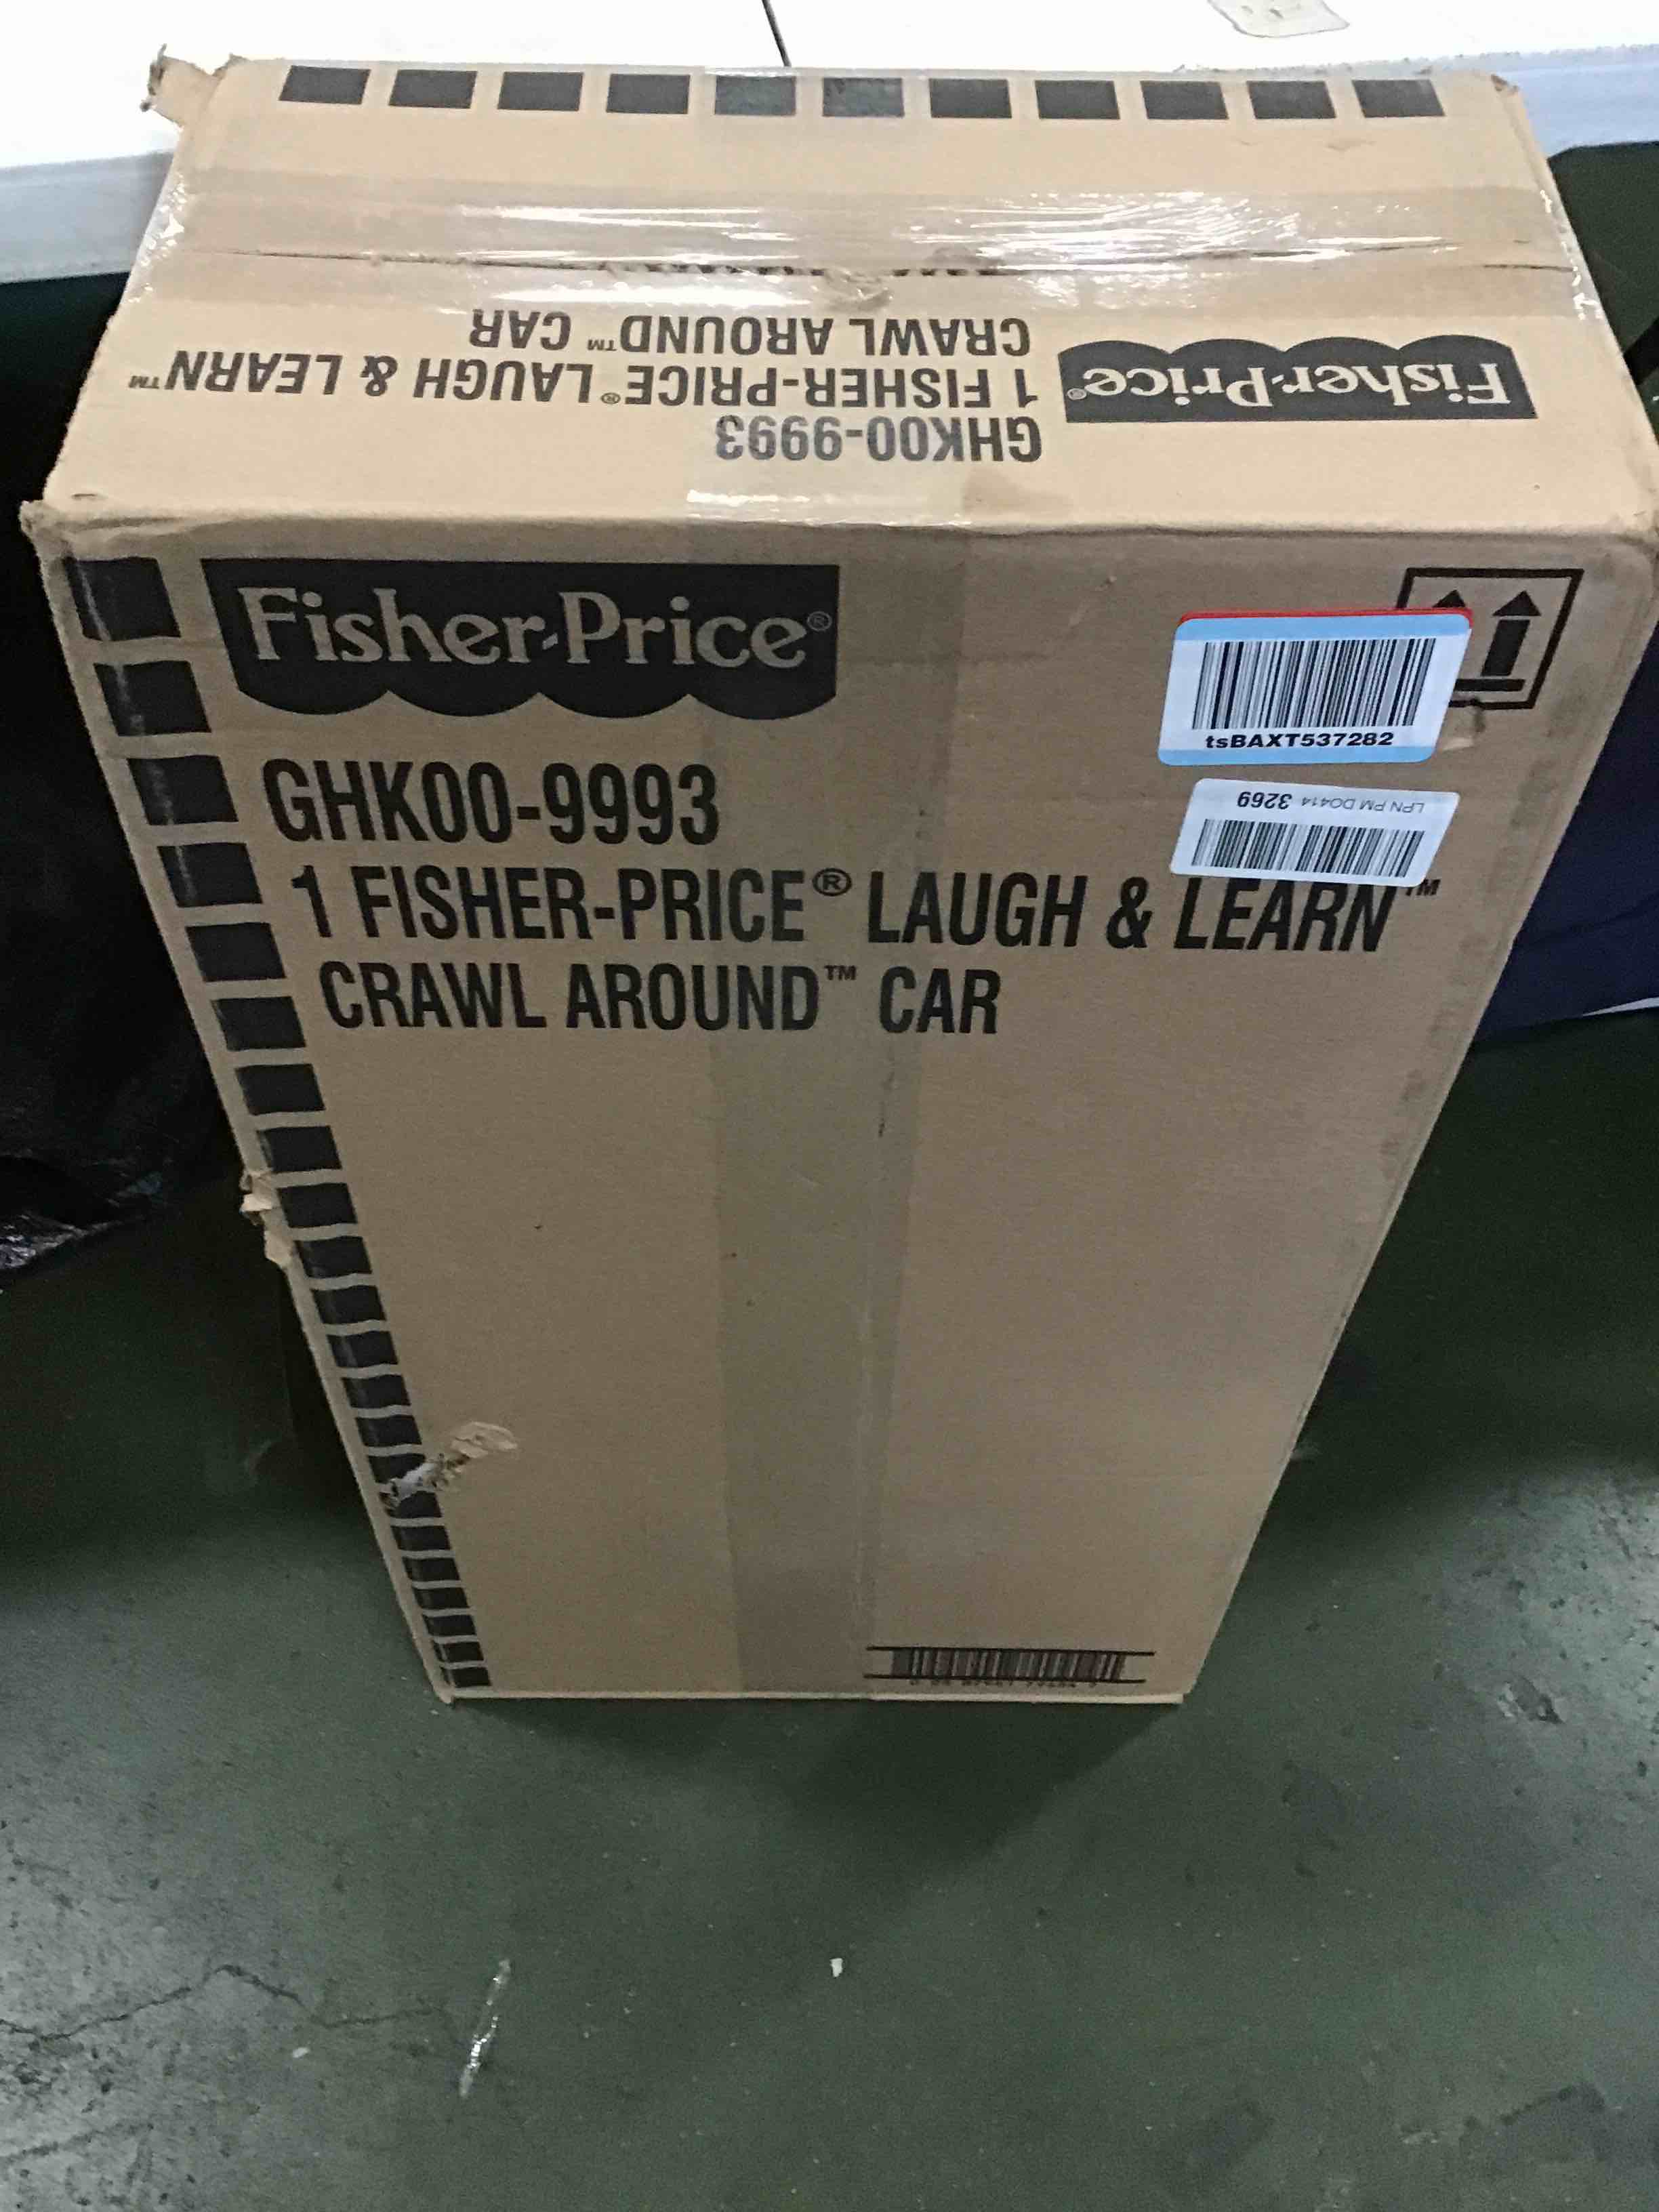 GHK00-9993
1 FISHER-PRICE® LAUGH & LEARN™
CRAWL AROUND™ CAR
Fisher-Price®
Fisher-Price®
GHK00-9993
1 FISHER-PRICE® LAUGH & LEARN™
CRAWL AROUND™ CAR
tsBAXT537282
LPN PM DO414 3269